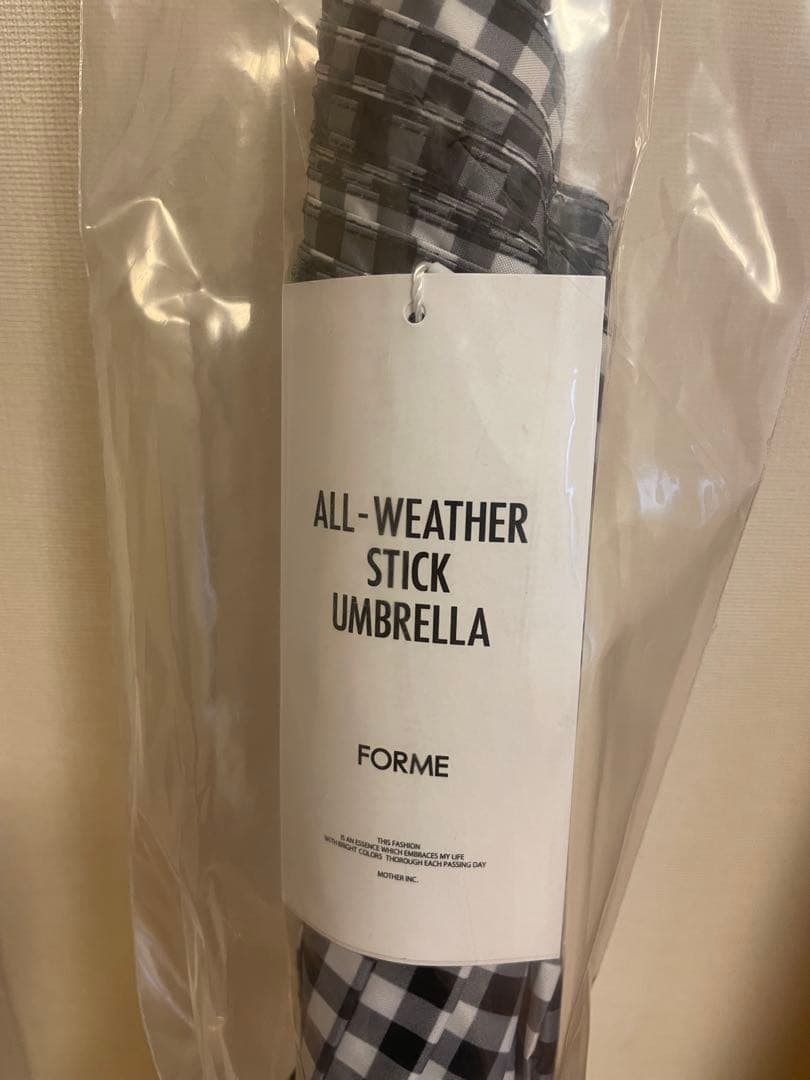 ALL-WEATHER
STICK
UMBRELLA
FORME
THIS FASHION
IS AN ESSENCE WHICH EMBRACES MY LIFE
WITH BRIGHT COLORS THOROUGH EACH PASSING DAY
MOTHER INC.